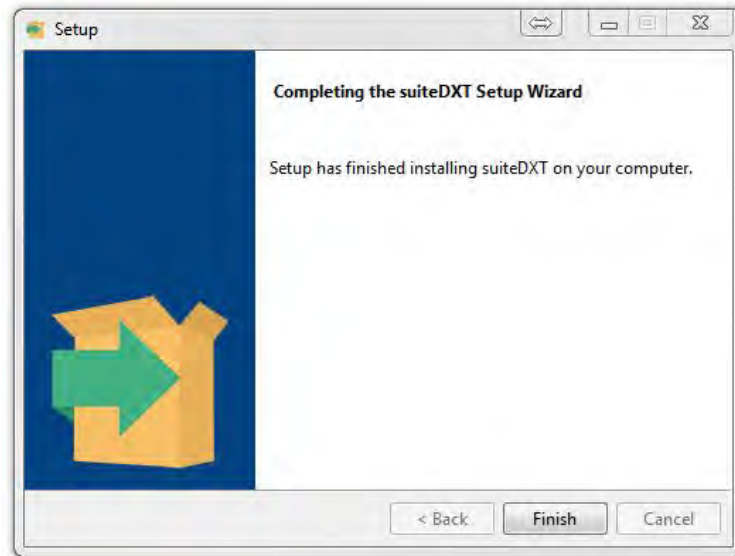 Setup
Completing the suiteDXT Setup Wizard
Setup has finished installing suiteDXT on your computer.
< Back
Finish
Cancel